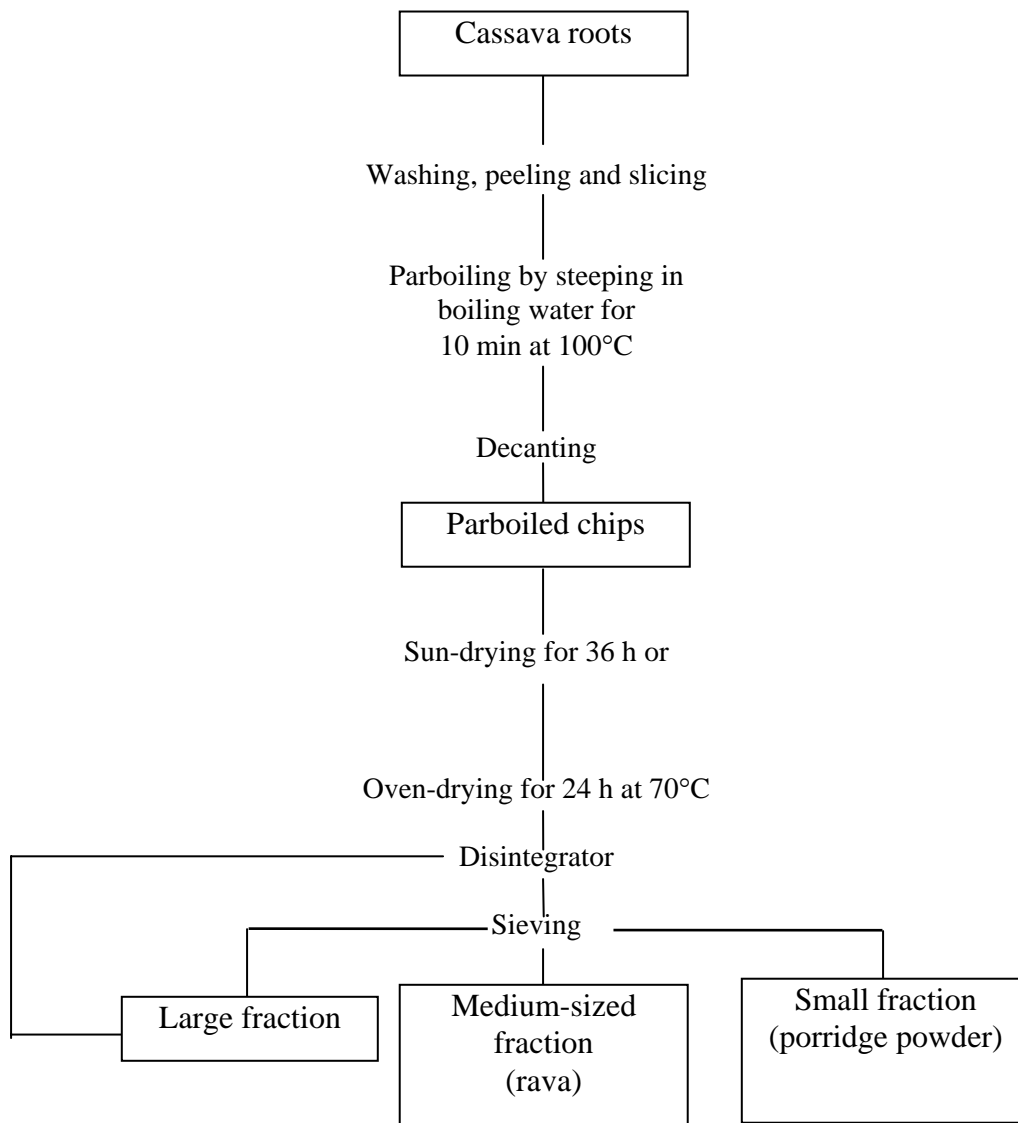 Cassava roots
Washing, peeling and slicing
Parboiling by steeping in
boiling water for
10 min at 100°C
Decanting
Parboiled chips
Sun-drying for 36 h or
Oven-drying for 24 h at 70°C
Disintegrator
Sieving
Large fraction
Medium-sized
fraction
(rava)
Small fraction
(porridge powder)